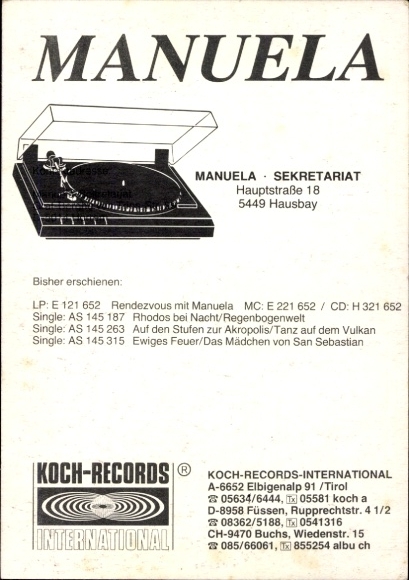 MANUELA
MANUELA · SEKRETARIAT
Hauptstraße 18
5449 Hausbay
Bisher erschienen:
LP: E 121 652 Rendezvous mit Manuela MC: E 221 652 / CD: H 321 652
Single: AS 145 187 Rhodos bei Nacht/Regenbogenwelt
Single: AS 145 263 Auf den Stufen zur Akropolis/Tanz auf dem Vulkan
Single: AS 145 315 Ewiges Feuer/Das Mädchen von San Sebastian
KOCH-RECORDS ®
INTERNATIONAL
KOCH-RECORDS-INTERNATIONAL
A-6652 Elbigenalp 91 /Tirol
☎ 05634/6444, Tx 05581 koch a
D-8958 Füssen, Rupprechtstr. 4 1/2
☎ 08362/5188, Tx 0541316
CH-9470 Buchs, Wiedenstr. 15
☎ 085/66061, Tx 855254 albu ch